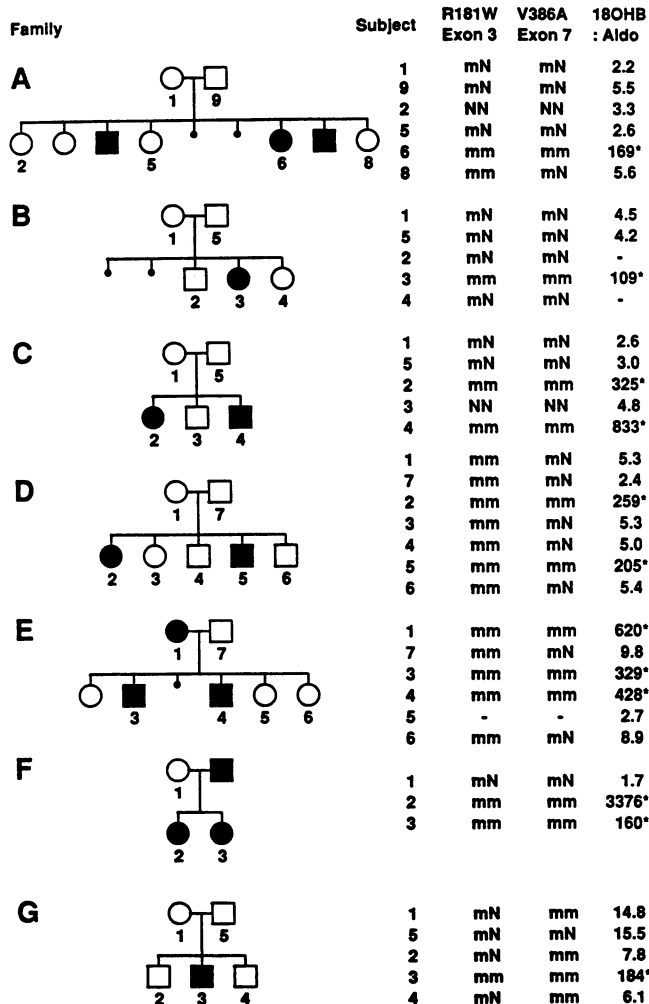 Family
Subject
R181W V386A 18OHB
Exon 3 Exon 7 : Aldo
A
1 9
2 5 6 8
1 mN mN 2.2
9 mN mN 5.5
2 NN NN 3.3
5 mN mN 2.6
6 mm mm 169*
8 mm mN 5.6
B
1 5
2 3 4
1 mN mN 4.5
5 mN mN 4.2
2 mN mN -
3 mm mm 109*
4 mN mN -
C
1 5
2 3 4
1 mN mN 2.6
5 mN mN 3.0
2 mm mm 325*
3 NN NN 4.8
4 mm mm 833*
D
1 7
2 3 4 5 6
1 mm mN 5.3
7 mm mN 2.4
2 mm mm 259*
3 mm mN 5.3
4 mm mN 5.0
5 mm mm 205*
6 mm mN 5.4
E
1 7
3 4 5 6
1 mm mm 620*
7 mm mN 9.8
3 mm mm 329*
4 mm mm 428*
5 - - 2.7
6 mm mN 8.9
F
1
2 3
1 mN mN 1.7
2 mm mm 3376*
3 mm mm 160*
G
1 5
2 3 4
1 mN mm 14.8
5 mN mN 15.5
2 mN mm 7.8
3 mm mm 184*
4 mN mm 6.1